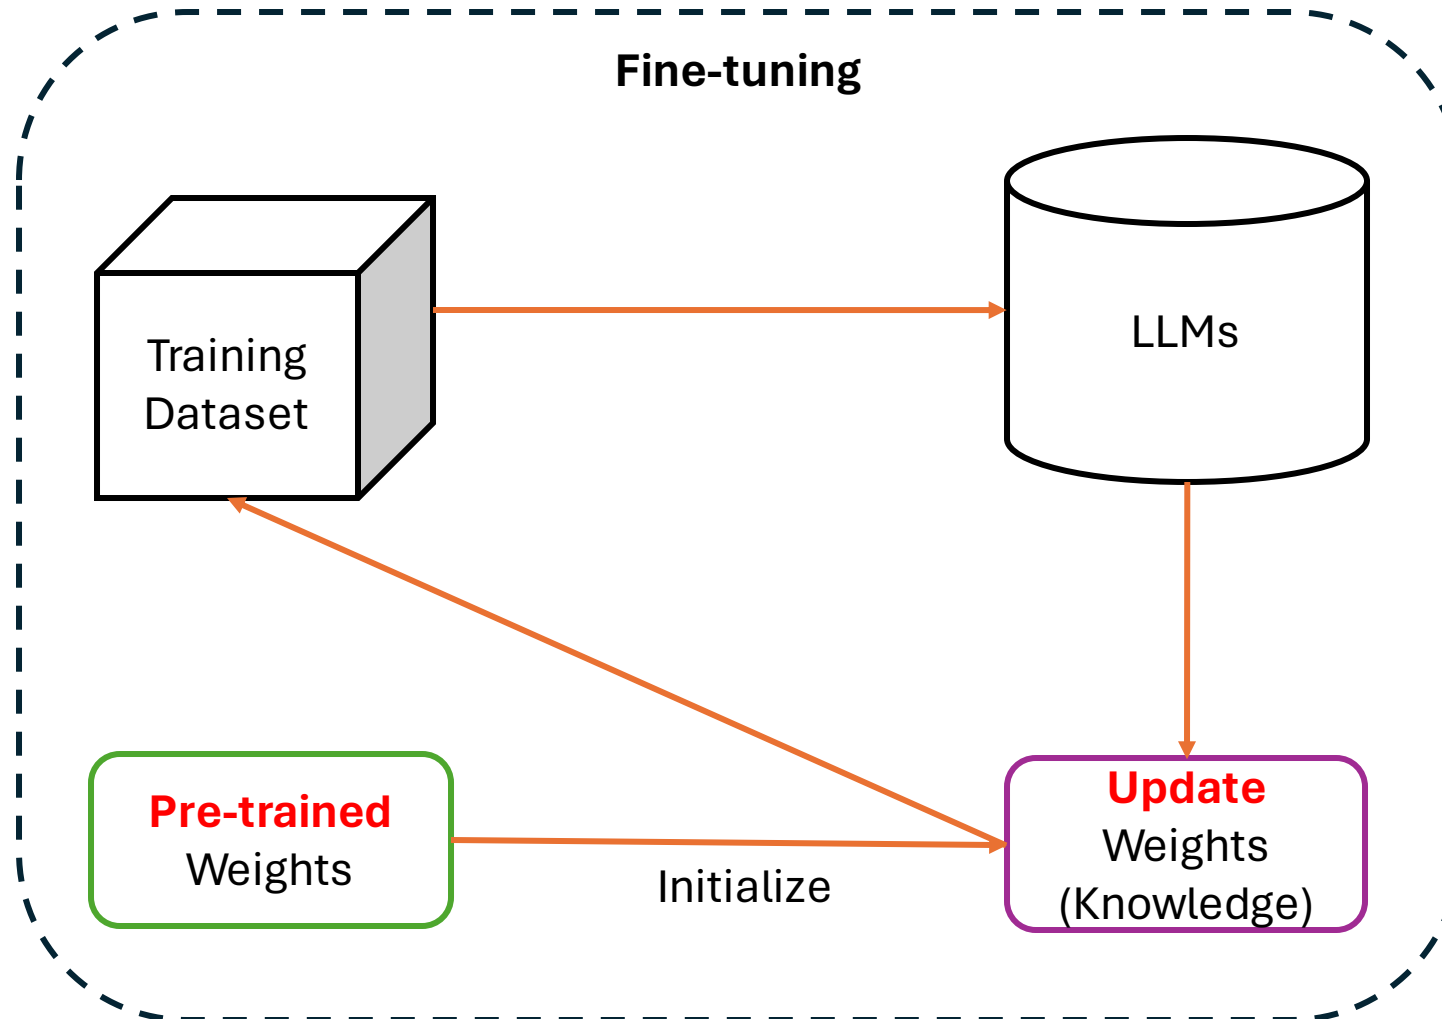 Fine-tuning
Training
Dataset
LLMs
Pre-trained
Weights
Initialize
Update
Weights
(Knowledge)